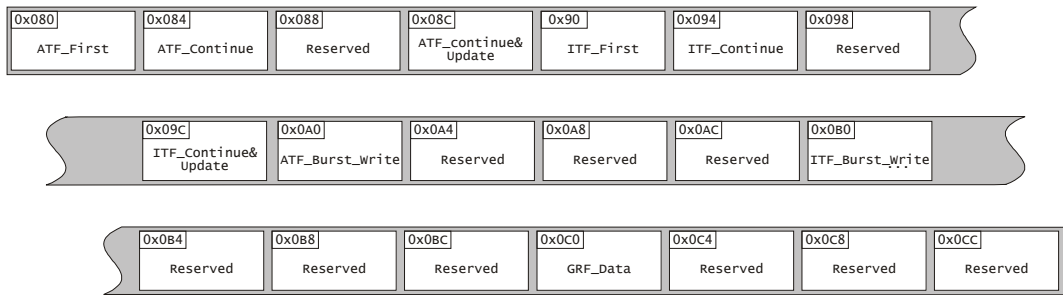 0x080 0x084 0x088 0x08C 0x90 0x094 0x098
ATF_First ATF_Continue Reserved ATF_continue& Update ITF_First ITF_Continue Reserved
0x09C 0x0A0 0x0A4 0x0A8 0x0AC 0x0B0
ITF_Continue& Update ATF_Burst_Write Reserved Reserved Reserved ITF_Burst_Write
...
0x0B4 0x0B8 0x0BC 0x0C0 0x0C4 0x0C8 0x0CC
Reserved Reserved Reserved GRF_Data Reserved Reserved Reserved